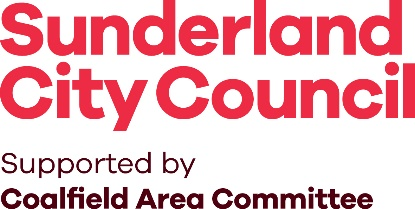 Sunderland
City Council
Supported by
Coalfield Area Committee